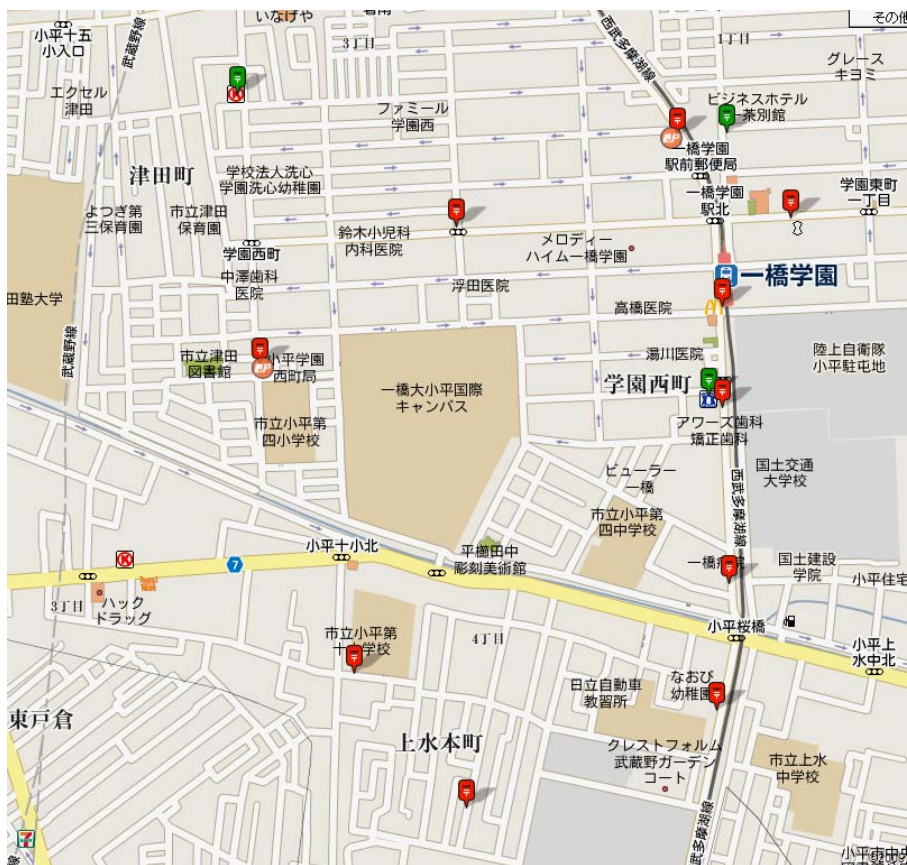 その他
小平十五
小入口
武蔵野線
いなげや
3丁目
西武多摩湖線
1丁目
グレース
キヨミ
エクセル
津田
ファミール
学園西
ビジネスホテル
一茶別館
一橋学園
駅前郵便局
津田町
学校法人洗心
学園洗心幼稚園
一橋学園
駅北
学園東町
一丁目
よつぎ第
三保育園
市立津田
保育園
学園西町
鈴木小児科
内科医院
メロディー
ハイム一橋学園
中澤歯科
医院
浮田医院
一橋学園
田塾大学
武蔵野線
高橋医院
市立津田
図書館
小平学園
西町局
湯川医院
陸上自衛隊
小平駐屯地
学園西町
一橋大小平国際
キャンパス
市立小平第
四小学校
アワーズ歯科
矯正歯科
ビューラー
一橋
国土交通
大学校
西武多摩湖線
市立小平第
四中学校
小平十小北
7
平櫛田中
彫刻美術館
国土建設
学院
小平住宅
3丁目
ハック
ドラッグ
市立小平第
4丁目
小平桜橋
小平上
水中北
なおび
幼稚園
日立自動車
教習所
東戸倉
上水本町
クレストフォルム
武蔵野ガーデン
コート
市立上水
中学校
武多摩湖線
小平市中央